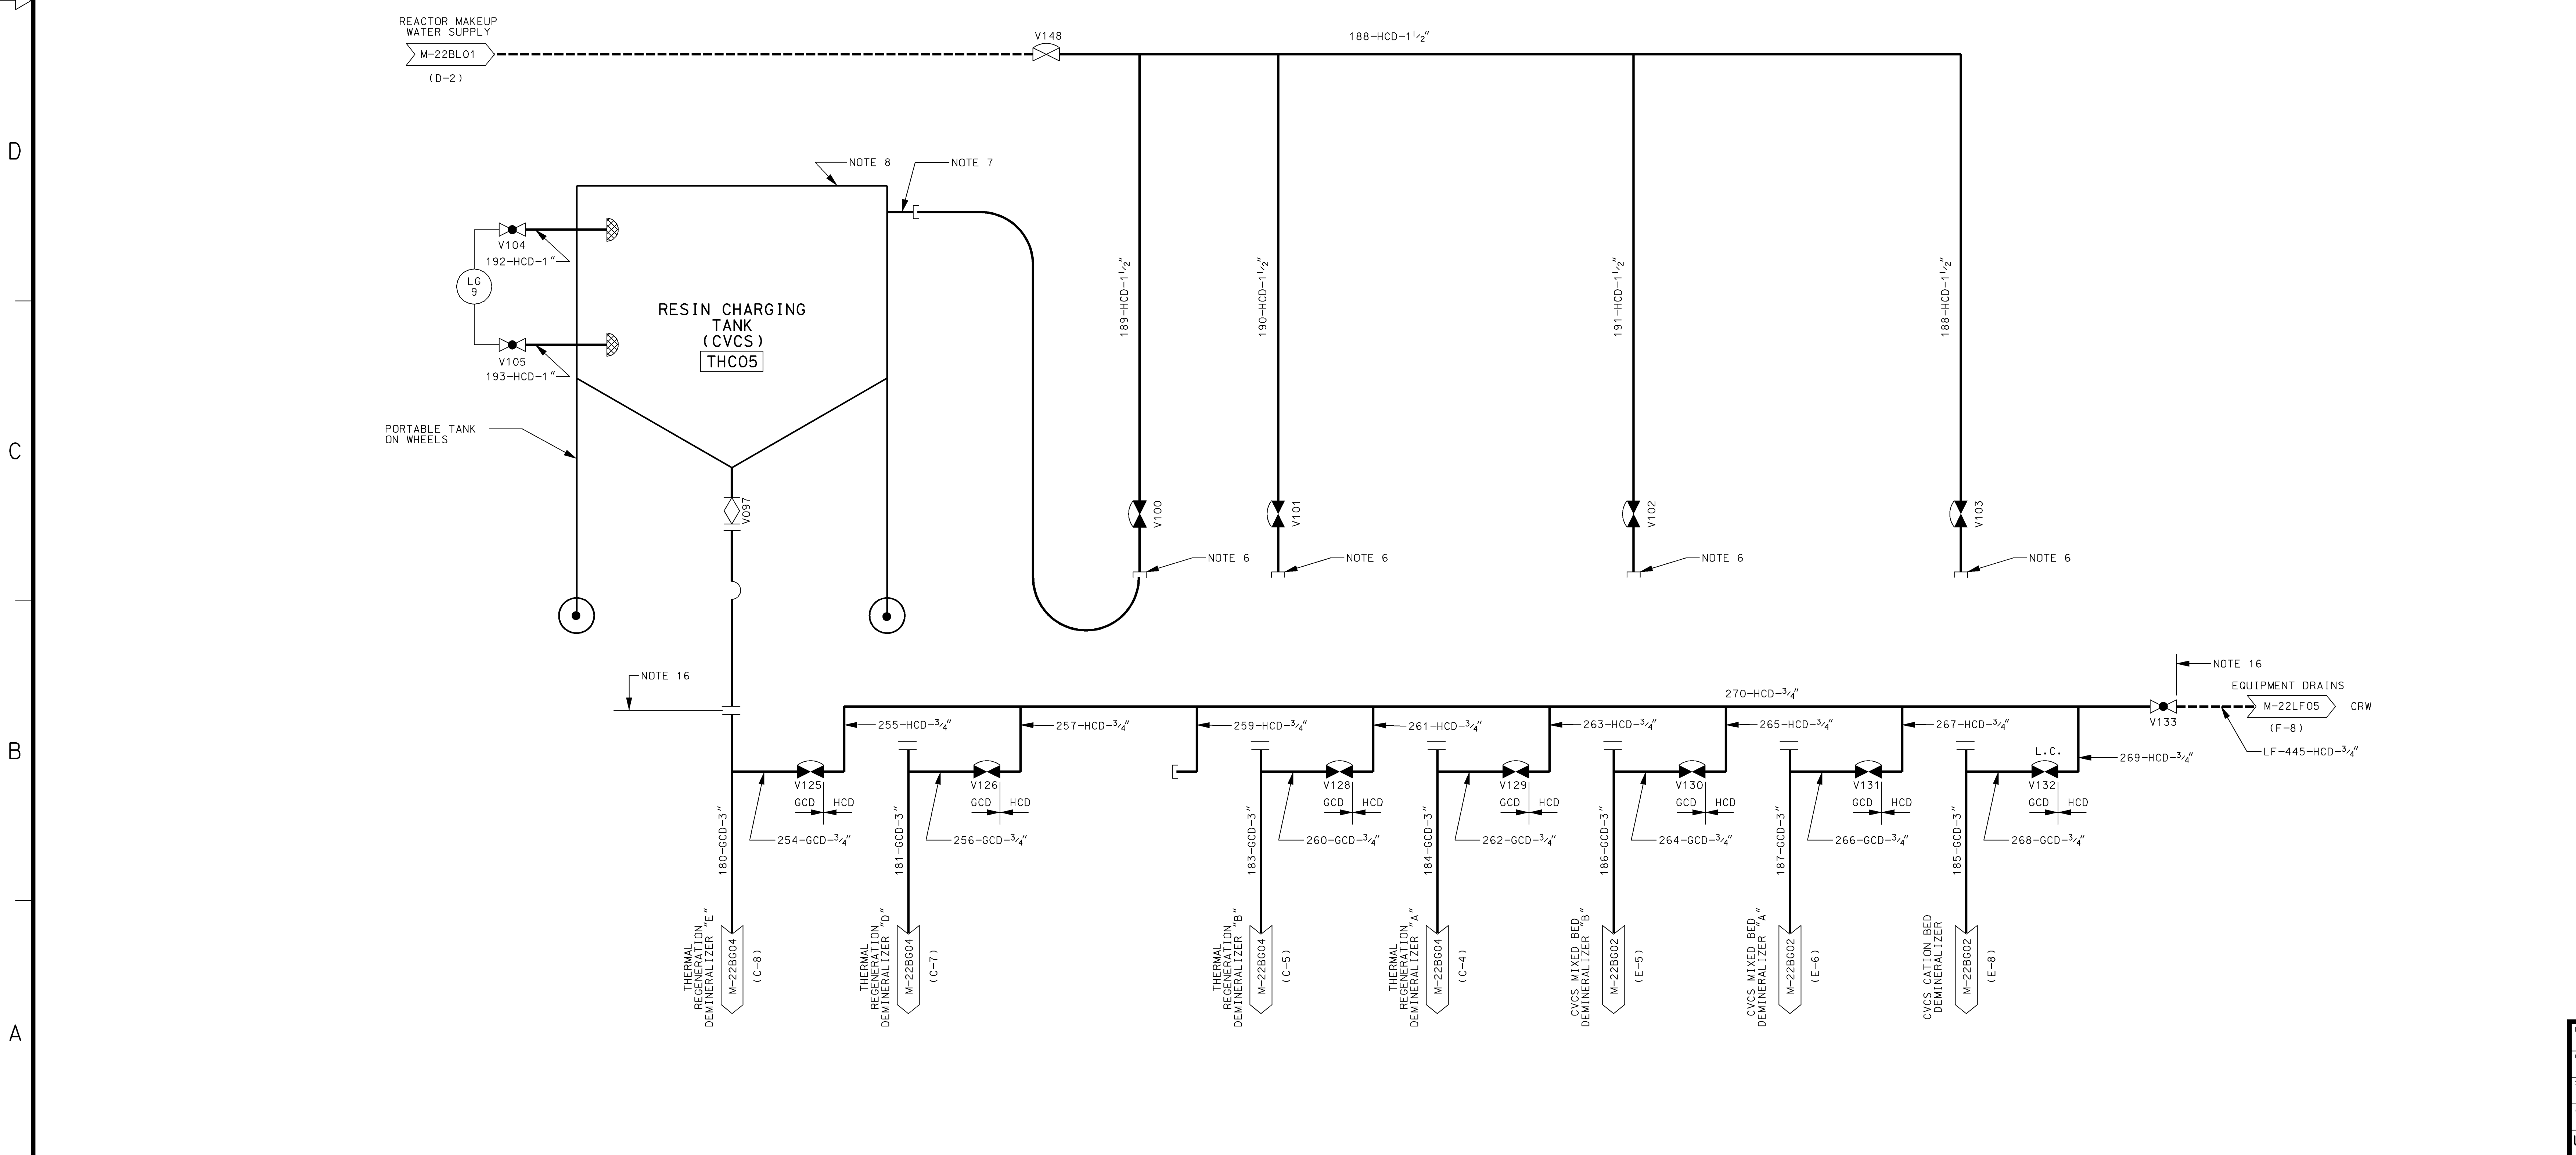 REACTOR MAKEUP
WATER SUPPLY
M-22BL01
(D-2)
V148
188-HCD-1 1/2"
D
NOTE 8
NOTE 7
V104
192-HCD-1"
LG
9
V105
193-HCD-1"
RESIN CHARGING
TANK
(CVCS)
THC05
189-HCD-1 1/2"
190-HCD-1 1/2"
191-HCD-1 1/2"
188-HCD-1 1/2"
C
PORTABLE TANK
ON WHEELS
V097
V100
V101
V102
V103
NOTE 6
NOTE 6
NOTE 6
NOTE 6
NOTE 16
NOTE 16
270-HCD-3/4"
EQUIPMENT DRAINS
M-22LF05
CRW
(F-8)
V133
LF-445-HCD-3/4"
B
255-HCD-3/4"
257-HCD-3/4"
259-HCD-3/4"
261-HCD-3/4"
263-HCD-3/4"
265-HCD-3/4"
267-HCD-3/4"
269-HCD-3/4"
L.C.
V125
V126
V128
V129
V130
V131
V132
GCD HCD
GCD HCD
GCD HCD
GCD HCD
GCD HCD
GCD HCD
GCD HCD
254-GCD-3/4"
256-GCD-3/4"
260-GCD-3/4"
262-GCD-3/4"
264-GCD-3/4"
266-GCD-3/4"
268-GCD-3/4"
180-GCD-3"
181-GCD-3"
183-GCD-3"
184-GCD-3"
186-GCD-3"
187-GCD-3"
185-GCD-3"
A
THERMAL
REGENERATION
DEMINERALIZER "E"
M-22BG04
(C-8)
THERMAL
REGENERATION
DEMINERALIZER "D"
M-22BG04
(C-7)
THERMAL
REGENERATION
DEMINERALIZER "B"
M-22BG04
(C-5)
THERMAL
REGENERATION
DEMINERALIZER "A"
M-22BG04
(C-4)
CVCS MIXED BED
DEMINERALIZER "B"
M-22BG02
(E-5)
CVCS MIXED BED
DEMINERALIZER "A"
M-22BG02
(E-6)
CVCS CATION BED
DEMINERALIZER
M-22BG02
(E-8)